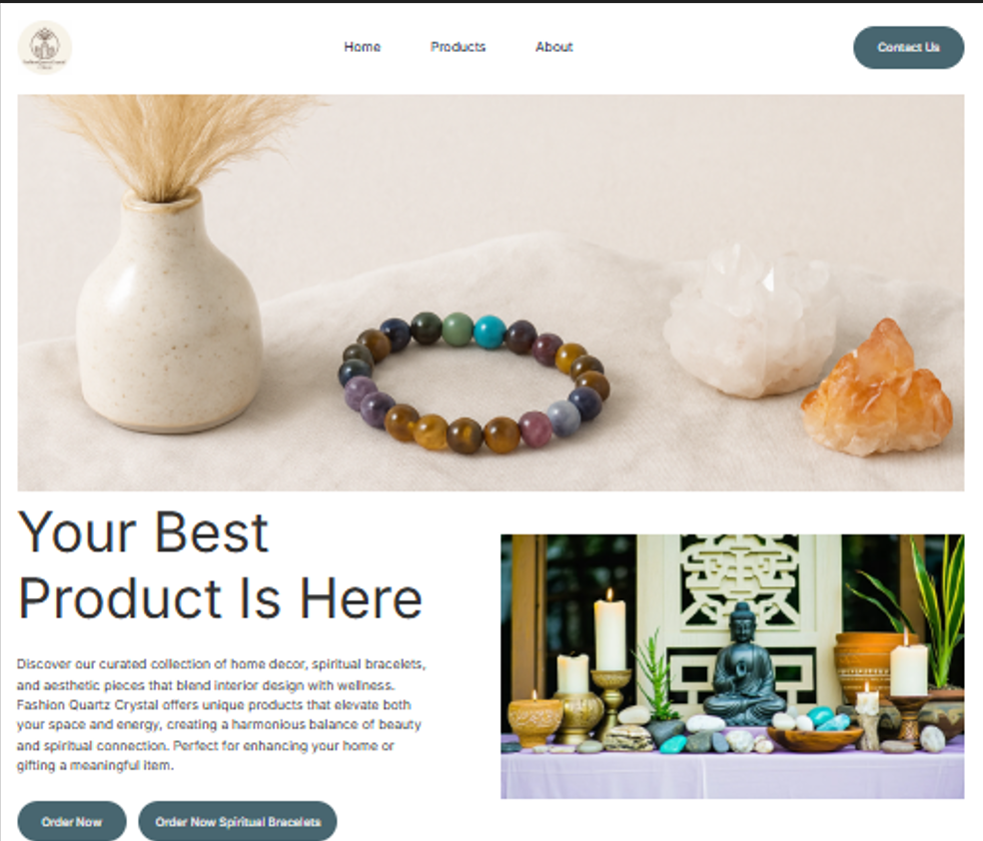 Home Products About Contact Us
Your Best
Product Is Here
Discover our curated collection of home decor, spiritual bracelets,
and aesthetic pieces that blend interior design with wellness.
Fashion Quartz Crystal offers unique products that elevate both
your space and energy, creating a harmonious balance of beauty
and spiritual connection. Perfect for enhancing your home or
gifting a meaningful item.
Order Now Order Now Spiritual Bracelets